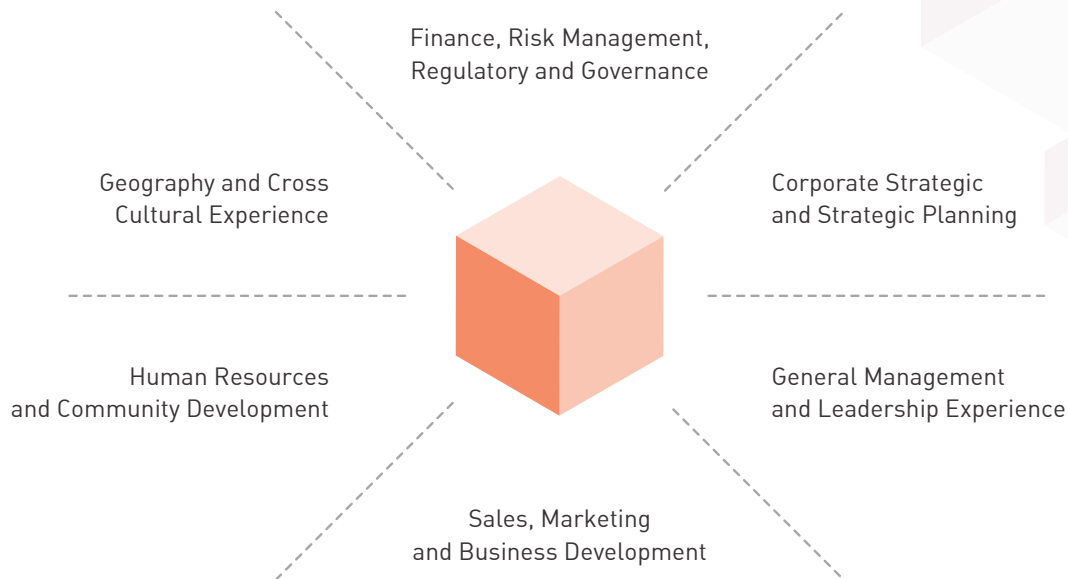 Finance, Risk Management,
Regulatory and Governance
Geography and Cross
Cultural Experience
Corporate Strategic
and Strategic Planning
Human Resources
and Community Development
General Management
and Leadership Experience
Sales, Marketing
and Business Development